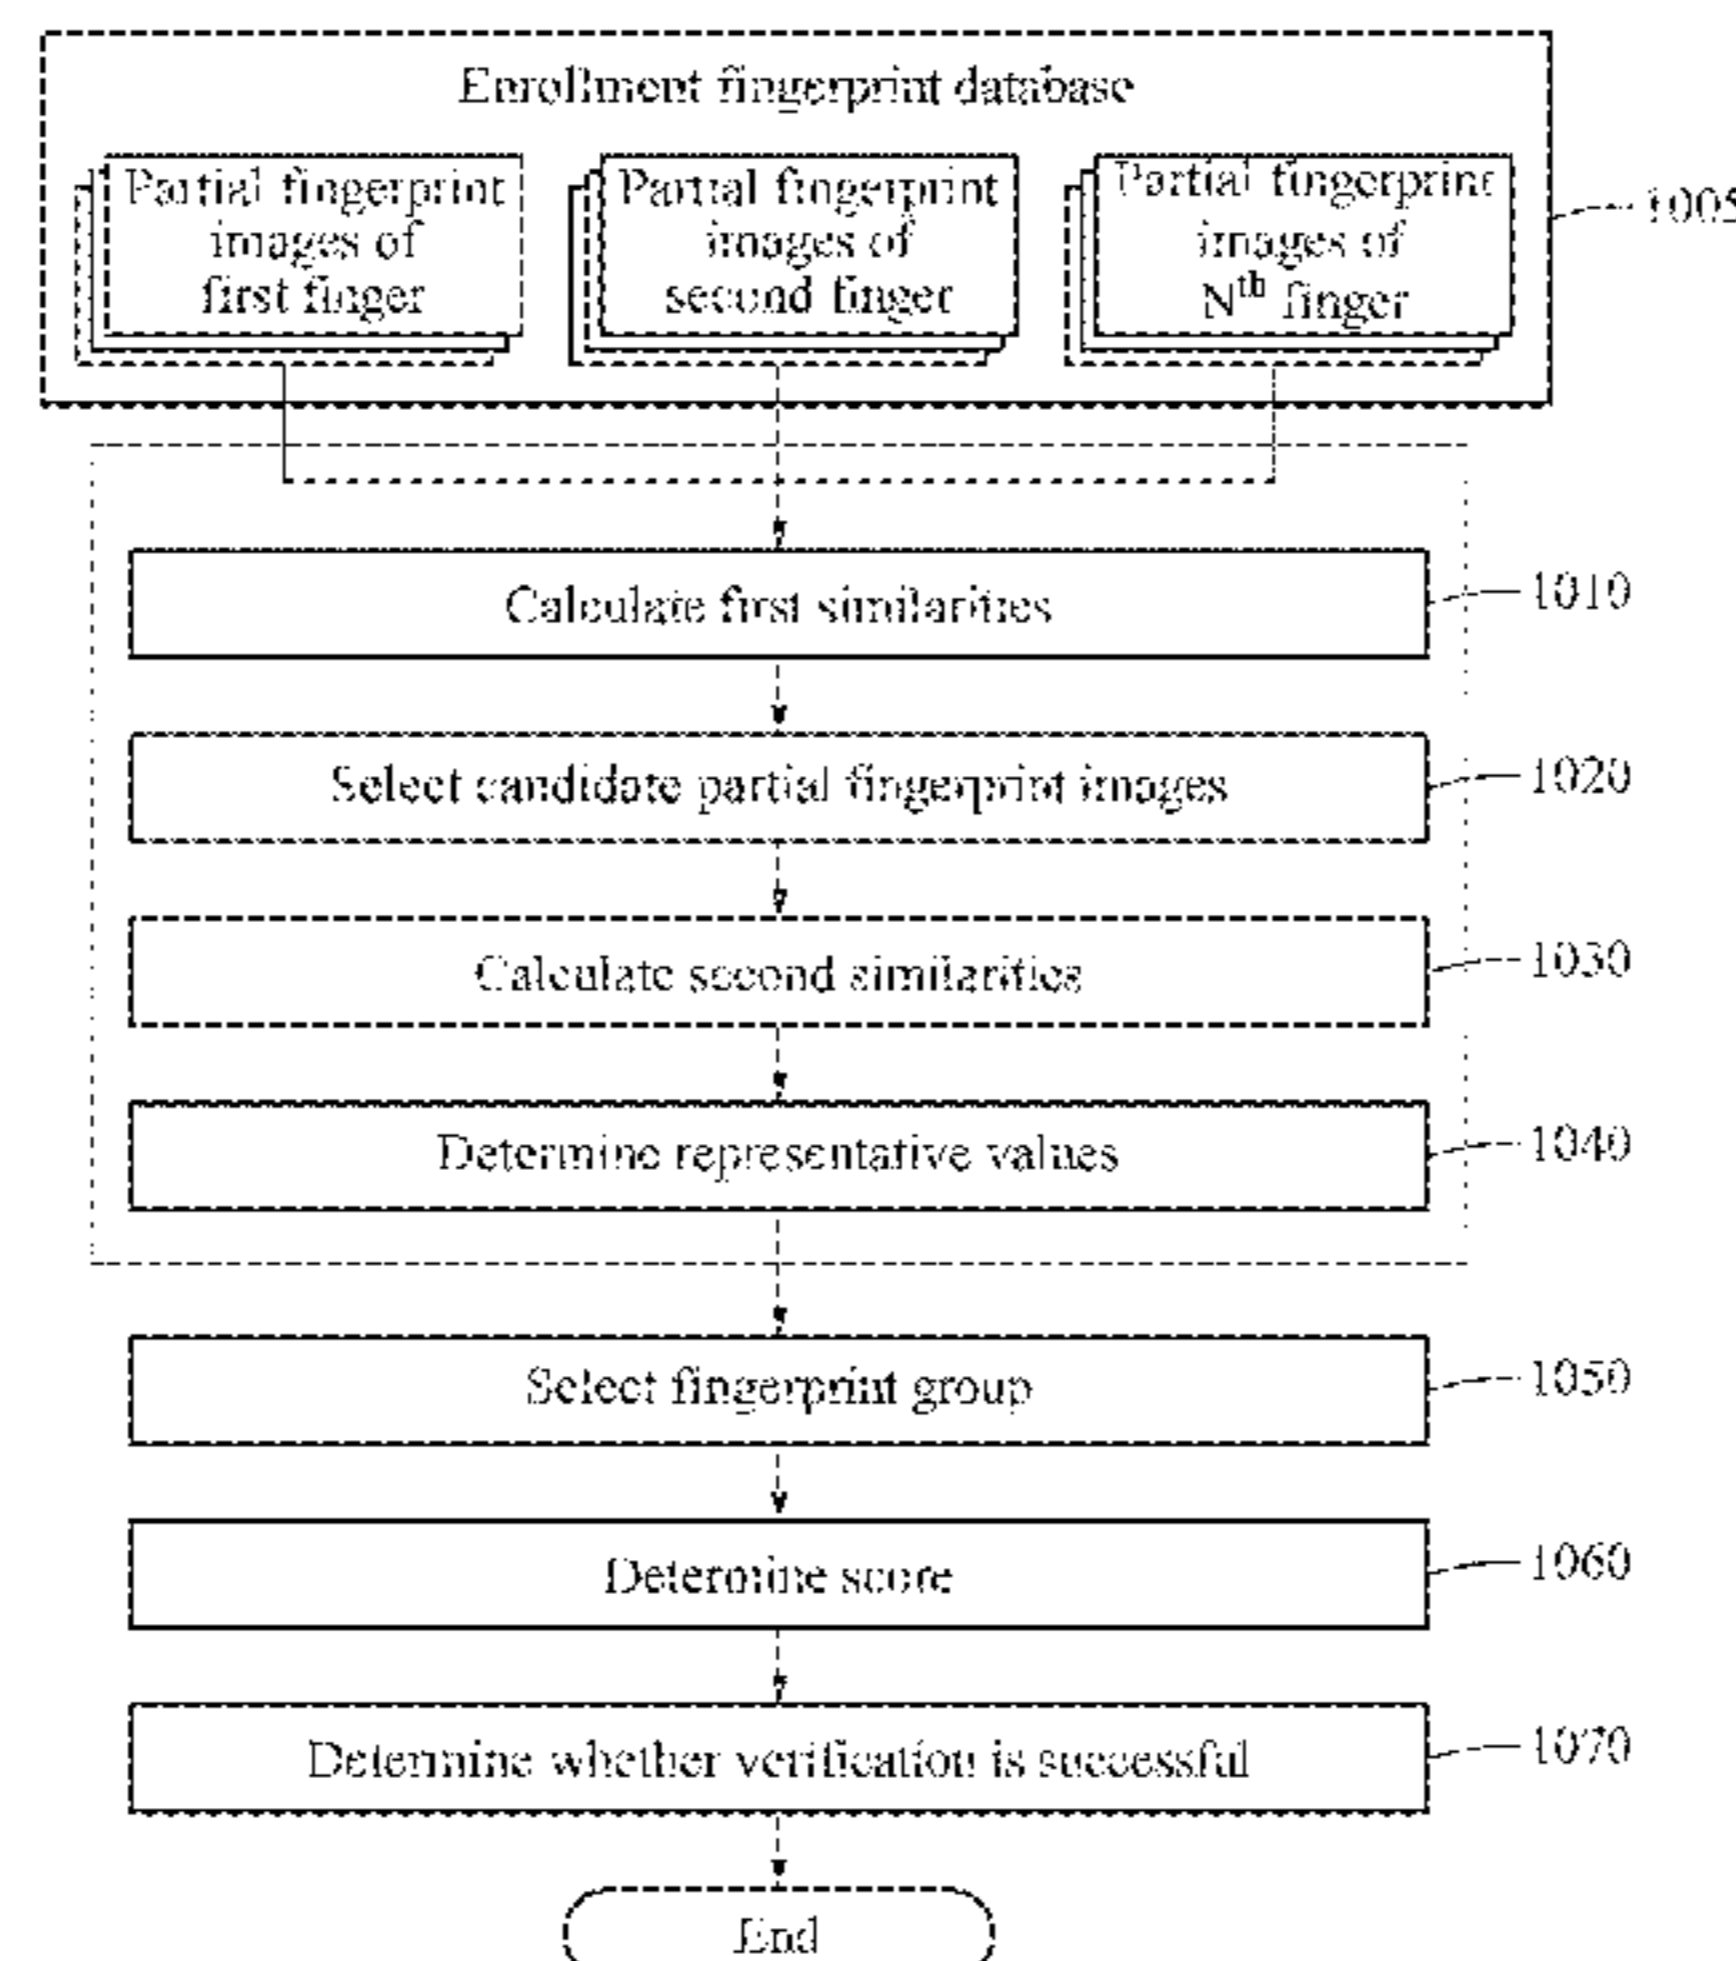 Enrollment fingerprint database
Partial fingerprint
images of
first finger
Partial fingerprint
images of
second finger
Partial fingerprint
images of
Nth finger
1005
Calculate first similarities
1010
Select candidate partial fingerprint images
1020
Calculate second similarities
1030
Determine representative values
1040
Select fingerprint group
1050
Determine score
1060
Determine whether verification is successful
1070
End